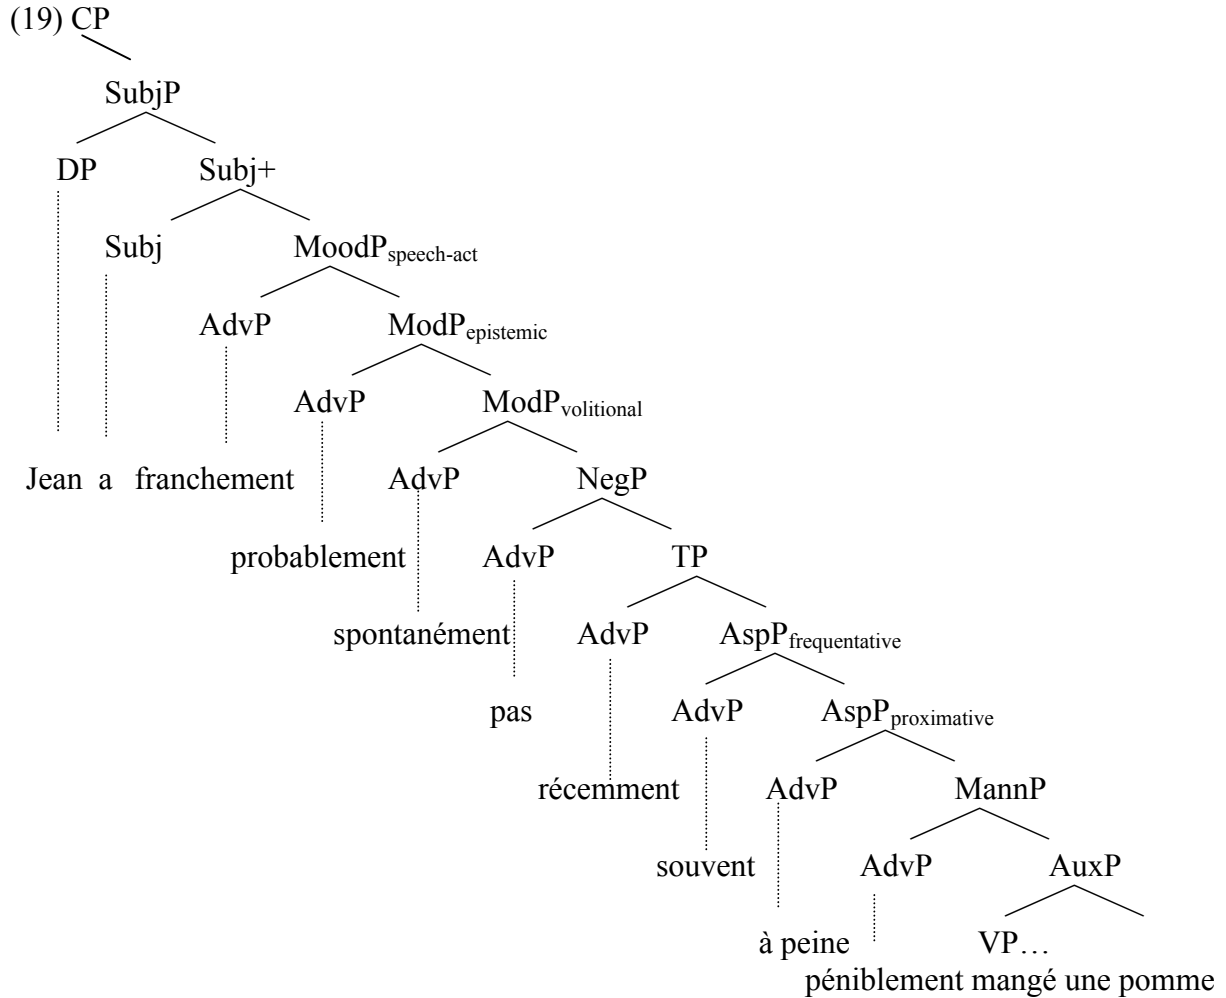 (19) CP
SubjP
DP Subj+
Subj MoodPspeech-act
AdvP ModPepistemic
AdvP ModPvolitional
Jean a franchement AdvP NegP
probablement AdvP TP
spontanément AdvP AspPfrequentative
pas AdvP AspPproximative
récemment AdvP MannP
souvent AdvP AuxP
à peine VP…
péniblement mangé une pomme